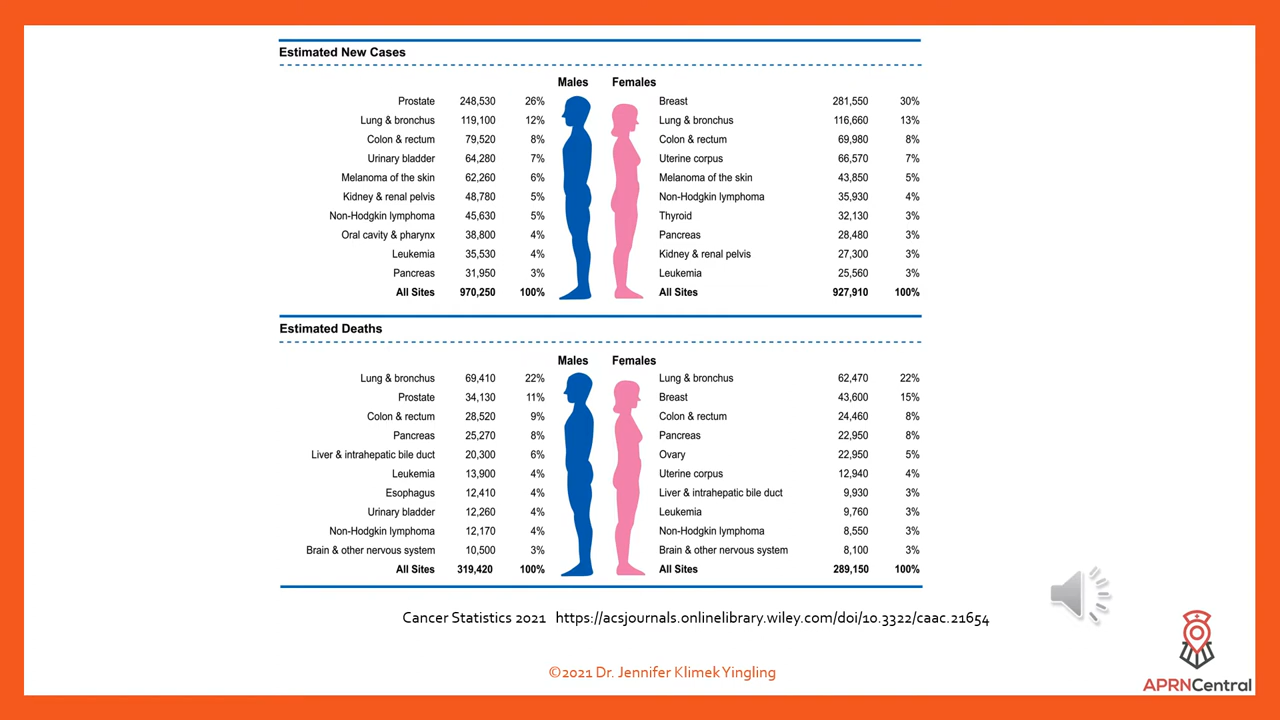 Estimated New Cases
Males Females
Prostate 248,530 26% Breast 281,550 30%
Lung & bronchus 119,100 12% Lung & bronchus 116,660 13%
Colon & rectum 79,520 8% Colon & rectum 69,980 8%
Urinary bladder 64,280 7% Uterine corpus 66,570 7%
Melanoma of the skin 62,260 6% Melanoma of the skin 43,850 5%
Kidney & renal pelvis 48,780 5% Non-Hodgkin lymphoma 35,930 4%
Non-Hodgkin lymphoma 45,630 5% Thyroid 32,130 3%
Oral cavity & pharynx 38,800 4% Pancreas 28,480 3%
Leukemia 35,530 4% Kidney & renal pelvis 27,300 3%
Pancreas 31,950 3% Leukemia 25,560 3%
All Sites 970,250 100% All Sites 927,910 100%
Estimated Deaths
Males Females
Lung & bronchus 69,410 22% Lung & bronchus 62,470 22%
Prostate 34,130 11% Breast 43,600 15%
Colon & rectum 28,520 9% Colon & rectum 24,460 8%
Pancreas 25,270 8% Pancreas 22,950 8%
Liver & intrahepatic bile duct 20,300 6% Ovary 22,950 5%
Leukemia 13,900 4% Uterine corpus 12,940 4%
Esophagus 12,410 4% Liver & intrahepatic bile duct 9,930 3%
Urinary bladder 12,260 4% Leukemia 9,760 3%
Non-Hodgkin lymphoma 12,170 4% Non-Hodgkin lymphoma 8,550 3%
Brain & other nervous system 10,500 3% Brain & other nervous system 8,100 3%
All Sites 319,420 100% All Sites 289,150 100%
Cancer Statistics 2021 https://acsjournals.onlinelibrary.wiley.com/doi/10.3322/caac.21654
©2021 Dr. Jennifer Klimek Yingling
APRNCentral